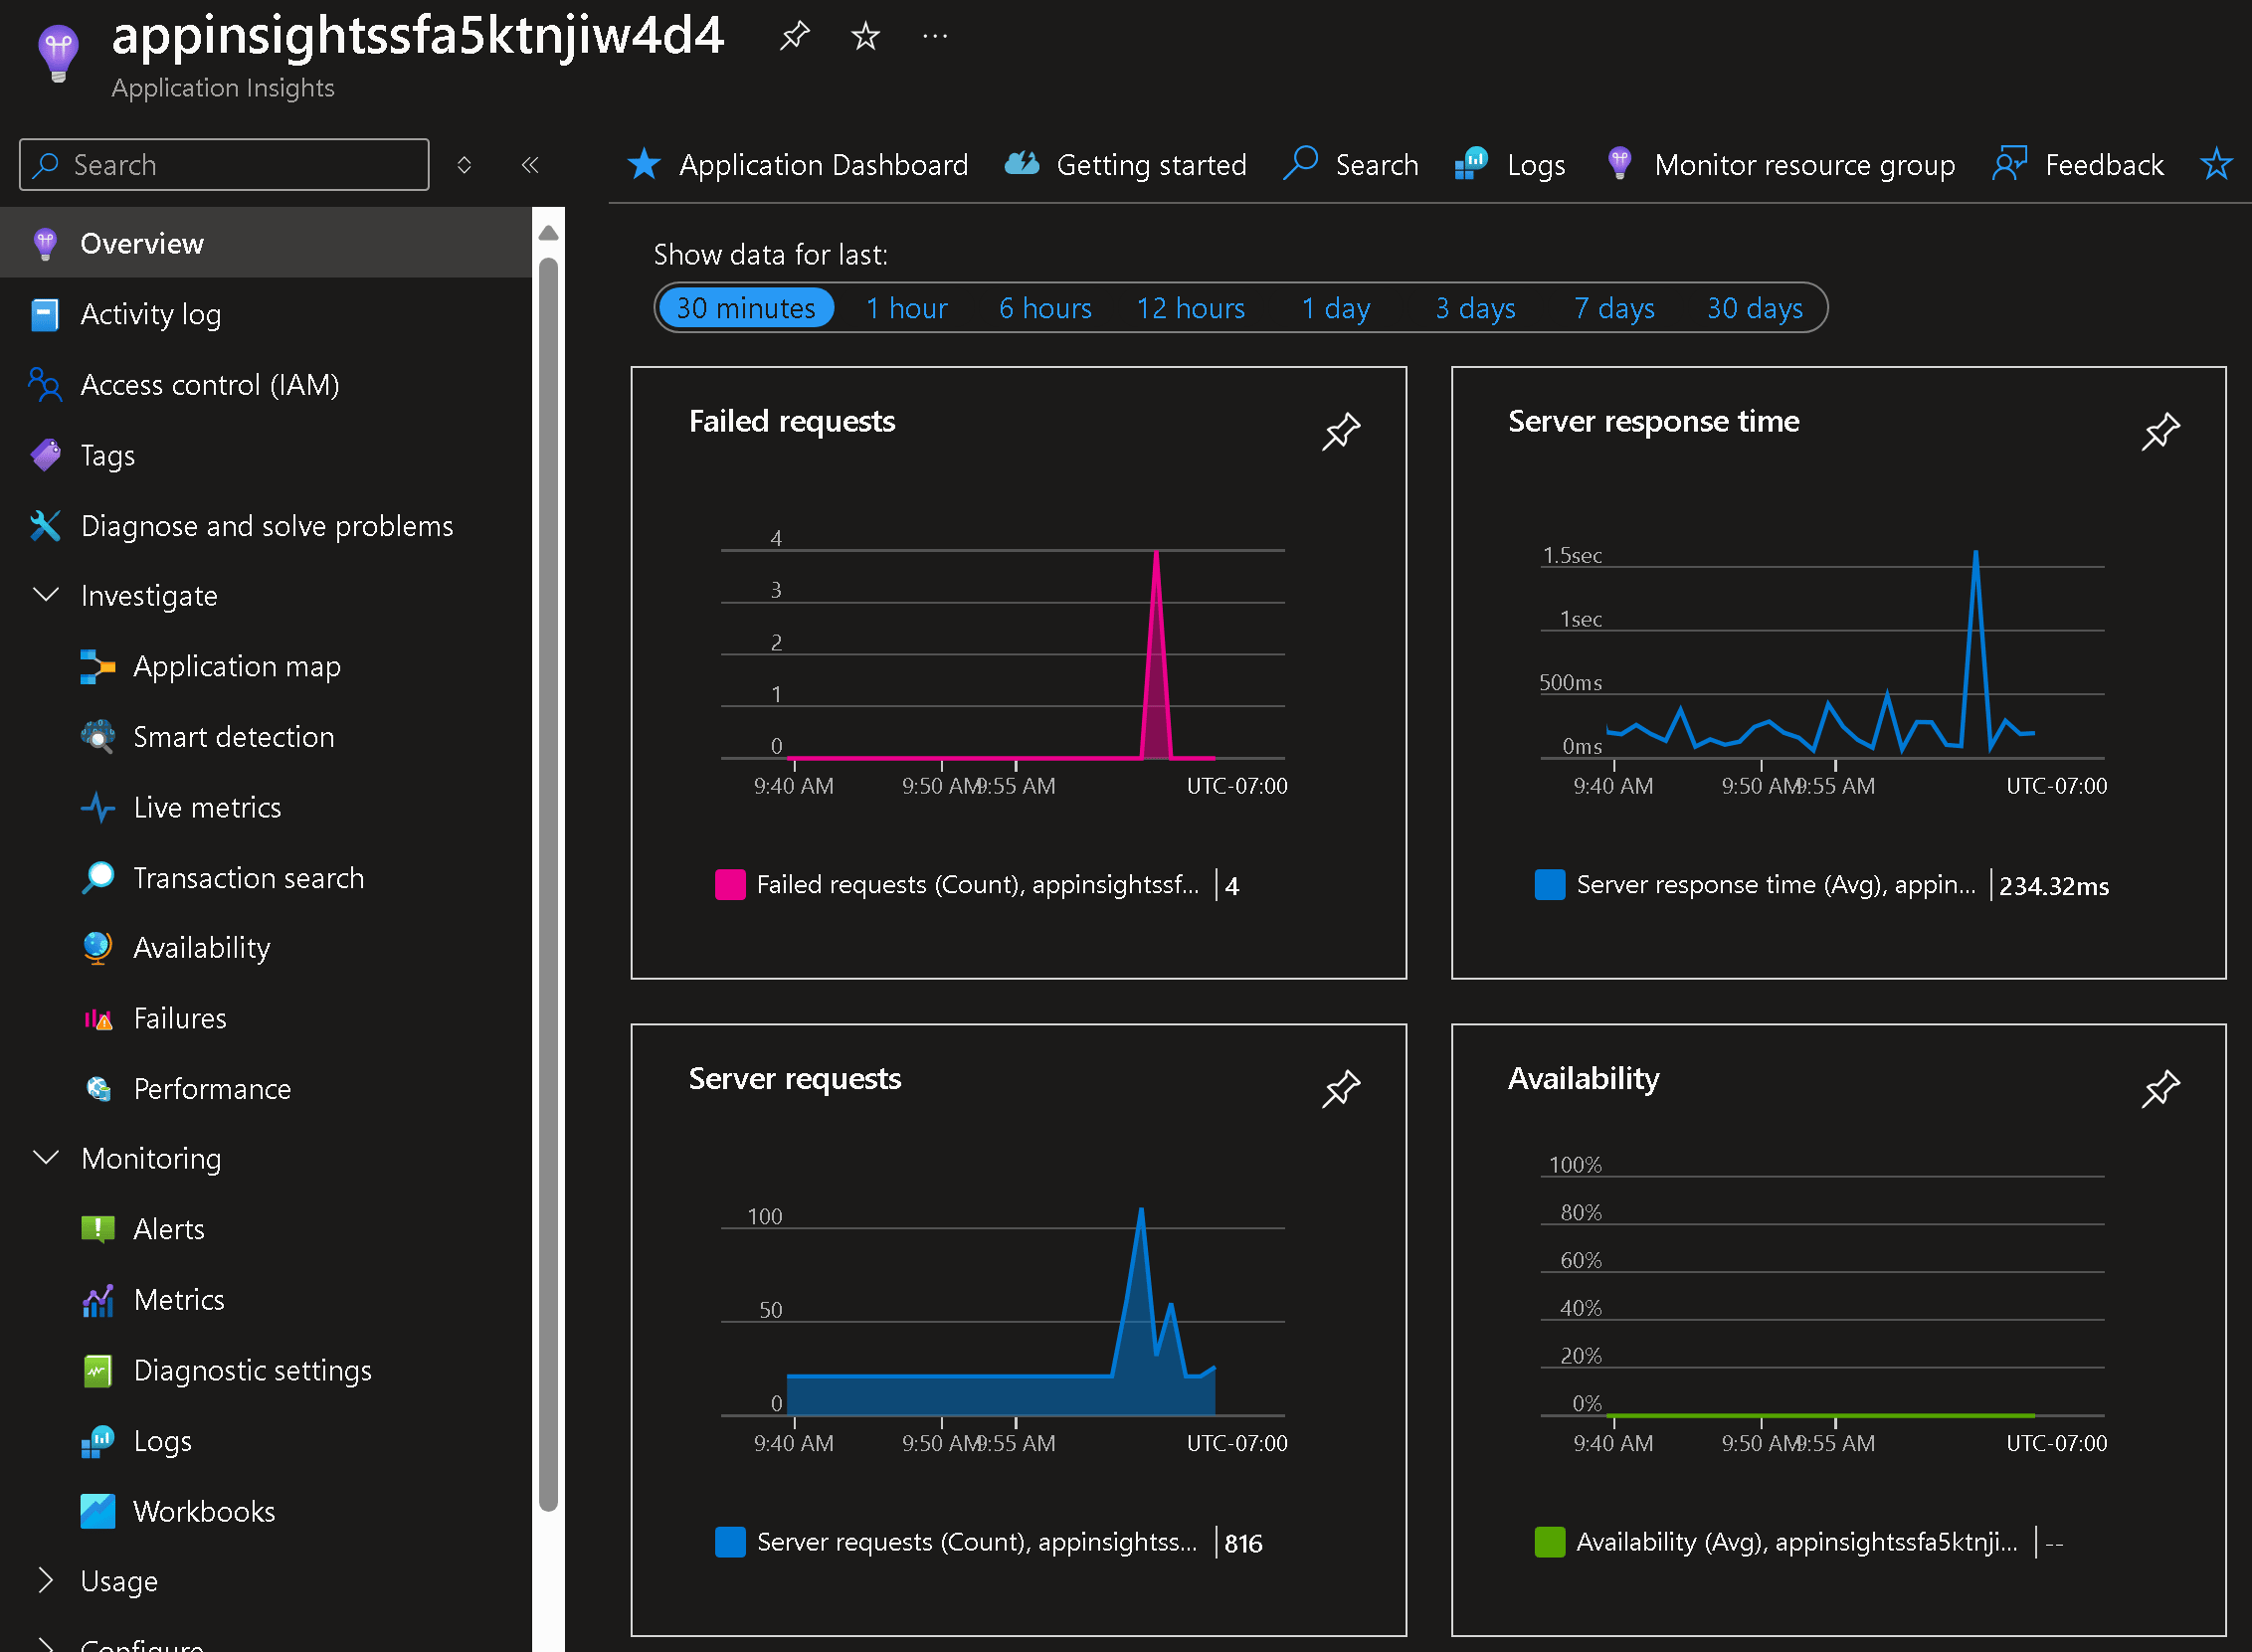 appinsightssfa5ktnjiw4d4
Application Insights
Search
Application Dashboard
Getting started
Search
Logs
Monitor resource group
Feedback
Overview
Activity log
Access control (IAM)
Tags
Diagnose and solve problems
Investigate
Application map
Smart detection
Live metrics
Transaction search
Availability
Failures
Performance
Monitoring
Alerts
Metrics
Diagnostic settings
Logs
Workbooks
Usage
Configure
Show data for last:
30 minutes 1 hour 6 hours 12 hours 1 day 3 days 7 days 30 days
Failed requests
4
3
2
1
0
9:40 AM 9:50 AM 9:55 AM UTC-07:00
Failed requests (Count), appinsightssf... 4
Server response time
1.5sec
1sec
500ms
0ms
9:40 AM 9:50 AM 9:55 AM UTC-07:00
Server response time (Avg), appin... 234.32ms
Server requests
100
50
0
9:40 AM 9:50 AM 9:55 AM UTC-07:00
Server requests (Count), appinsightss... 816
Availability
100%
80%
60%
40%
20%
0%
9:40 AM 9:50 AM 9:55 AM UTC-07:00
Availability (Avg), appinsightssfa5ktnji... --